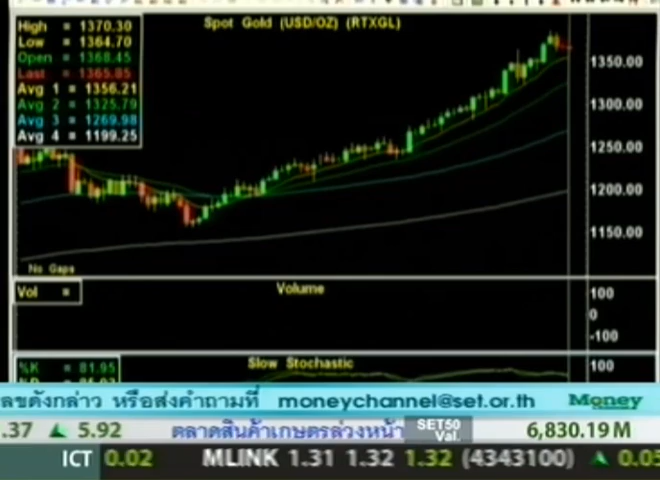 Spot Gold (USD/OZ) (RTXGL)
High = 1370.30
Low = 1364.70
Open = 1368.45
Last = 1365.85
Avg 1 = 1356.21
Avg 2 = 1325.79
Avg 3 = 1269.98
Avg 4 = 1199.25
1350.00
1300.00
1250.00
1200.00
1150.00
No Gaps
Vol =
Volume
100
0
-100
%K = 81.95
Slow Stochastic
100
ลขดังกล่าว หรือส่งคำถามที่ moneychannel@set.or.th Money
.37 ▲ 5.92 ตลาดสินค้าเกษตรล่วงหน้า SET50 Val. 6,830.19 M
ICT 0.02 MLINK 1.31 1.32 1.32 (4343100) ▲ 0.05